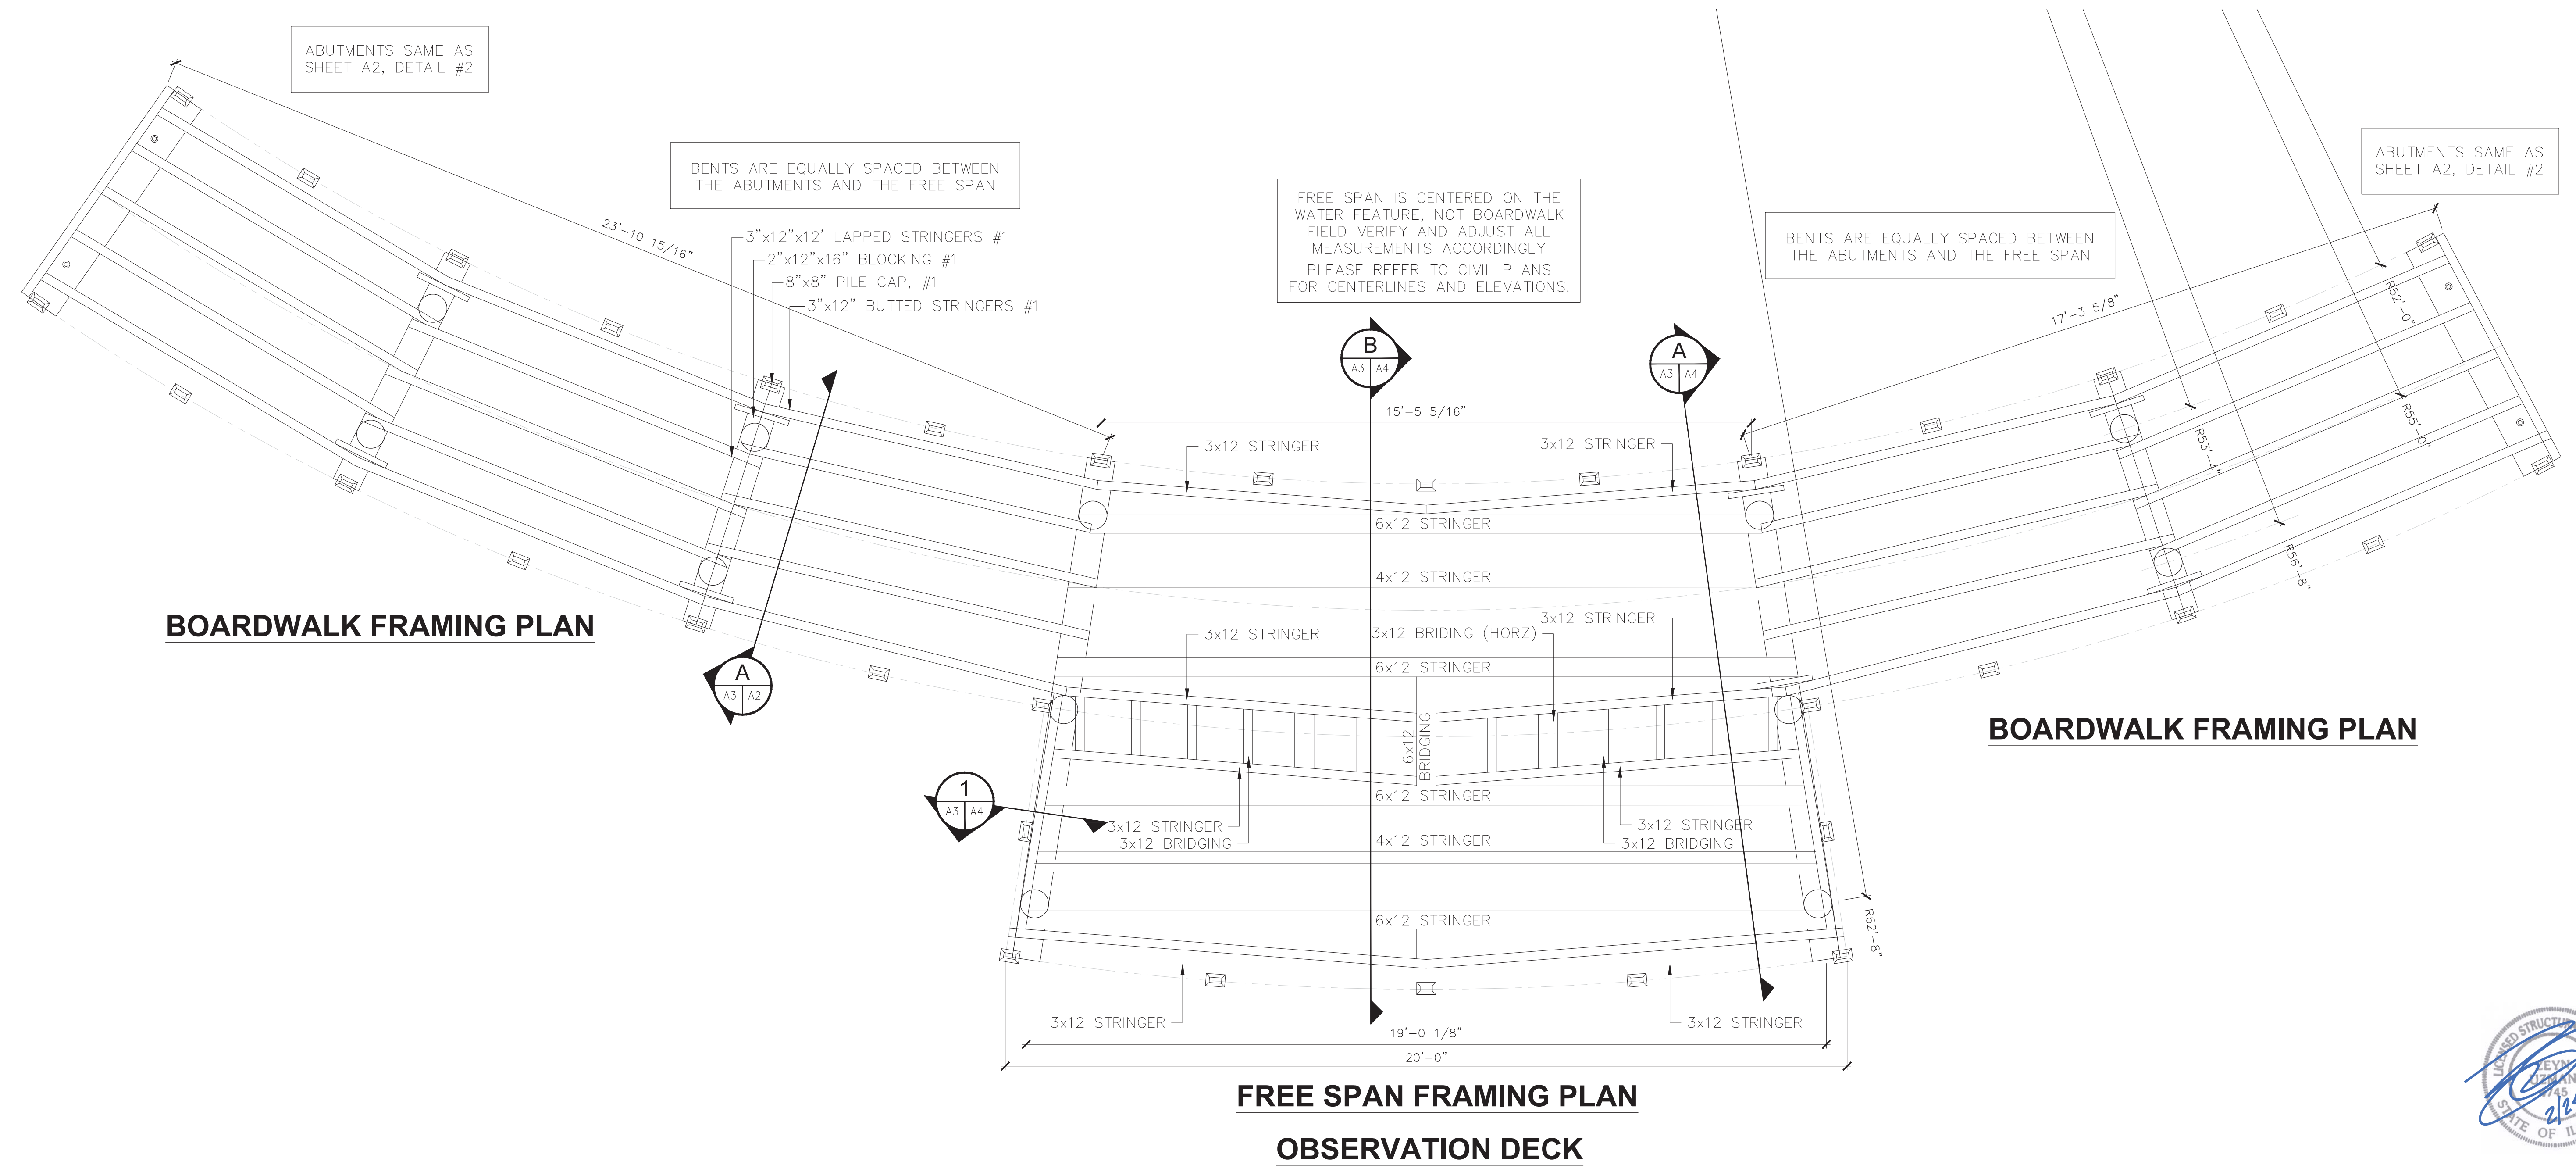 ABUTMENTS SAME AS
SHEET A2, DETAIL #2
23'-10 15/16"
BENTS ARE EQUALLY SPACED BETWEEN
THE ABUTMENTS AND THE FREE SPAN
3"x12"x12' LAPPED STRINGERS #1
2"x12"x16" BLOCKING #1
8"x8" PILE CAP, #1
3"x12" BUTTED STRINGERS #1
FREE SPAN IS CENTERED ON THE
WATER FEATURE, NOT BOARDWALK
FIELD VERIFY AND ADJUST ALL
MEASUREMENTS ACCORDINGLY
PLEASE REFER TO CIVIL PLANS
FOR CENTERLINES AND ELEVATIONS.
BENTS ARE EQUALLY SPACED BETWEEN
THE ABUTMENTS AND THE FREE SPAN
ABUTMENTS SAME AS
SHEET A2, DETAIL #2
17'-3 5/8"
R52'-0"
R55'-0"
R53'-4"
R56'-8"
B
A3 A4
A
A3 A4
15'-5 5/16"
3x12 STRINGER
3x12 STRINGER
6x12 STRINGER
4x12 STRINGER
3x12 STRINGER
3x12 BRIDING (HORZ)
3x12 STRINGER
6x12 STRINGER
6x12
BRIDGING
BOARDWALK FRAMING PLAN
A
A3 A2
BOARDWALK FRAMING PLAN
1
A3 A4
6x12 STRINGER
3x12 STRINGER
3x12 BRIDGING
4x12 STRINGER
3x12 STRINGER
3x12 BRIDGING
6x12 STRINGER
R62'-8"
3x12 STRINGER
3x12 STRINGER
19'-0 1/8"
20'-0"
FREE SPAN FRAMING PLAN
OBSERVATION DECK
LICENSED
STATE OF